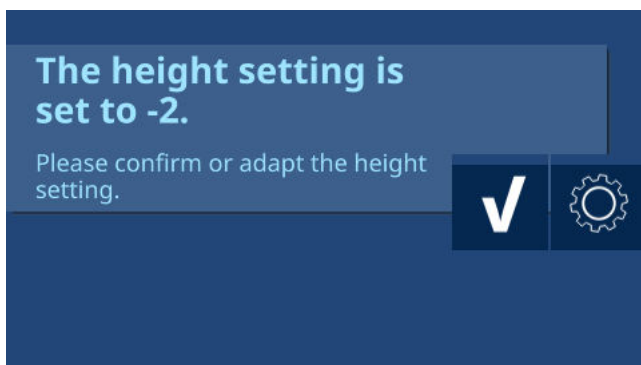 The height setting is
set to -2.
Please confirm or adapt the height
setting.